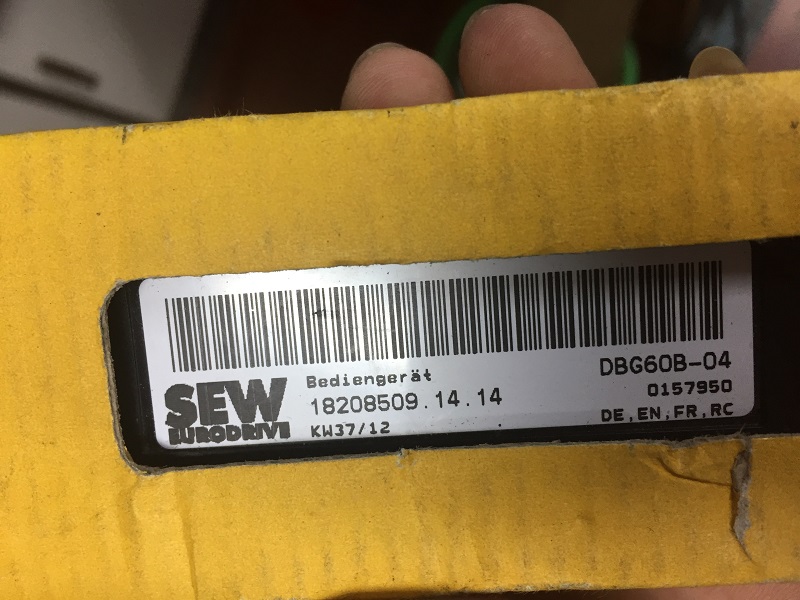 SEW
EURODRIVE
Bediengerät
18208509.14.14
KW37/12
DBG60B-04
0157950
DE,EN,FR,RC